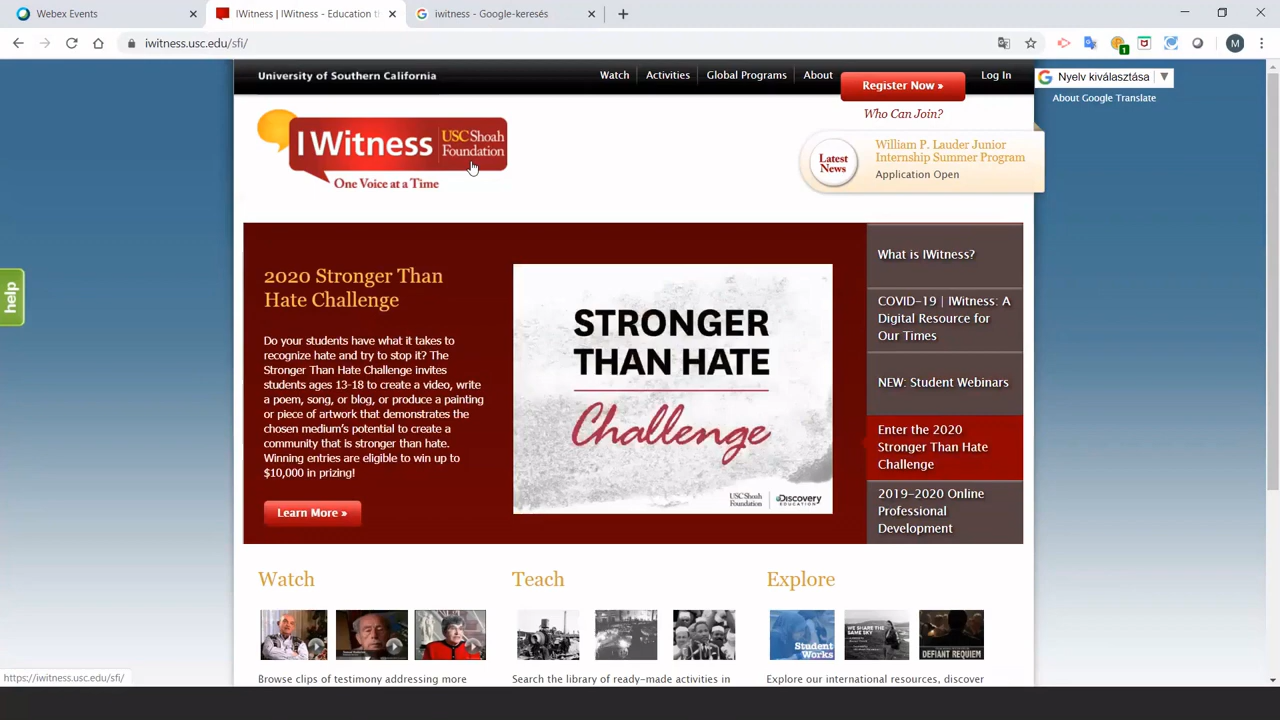 Webex Events
IWitness | IWitness - Education t
iwitness - Google-keresés
iwitness.usc.edu/sfi/
1
M
University of Southern California
Watch
Activities
Global Programs
About
Register Now »
Log In
Nyelv kiválasztása
About Google Translate
Who Can Join?
IWitness
USC Shoah
Foundation
One Voice at a Time
Latest
News
William P. Lauder Junior
Internship Summer Program
Application Open
help
2020 Stronger Than
Hate Challenge
Do your students have what it takes to
recognize hate and try to stop it? The
Stronger Than Hate Challenge invites
students ages 13-18 to create a video, write
a poem, song, or blog, or produce a painting
or piece of artwork that demonstrates the
chosen medium's potential to create a
community that is stronger than hate.
Winning entries are eligible to win up to
$10,000 in prizing!
Learn More »
STRONGER
THAN HATE
Challenge
USC Shoah
Foundation
Discovery
EDUCATION
What is IWitness?
COVID-19 | IWitness: A
Digital Resource for
Our Times
NEW: Student Webinars
Enter the 2020
Stronger Than Hate
Challenge
2019-2020 Online
Professional
Development
Watch
Teach
Explore
Student
Works
WE SHARE THE
SAME SKY
DEFIANT REQUIEM
Browse clips of testimony addressing more
Search the library of ready-made activities in
Explore our international resources, discover
https://iwitness.usc.edu/sfi/